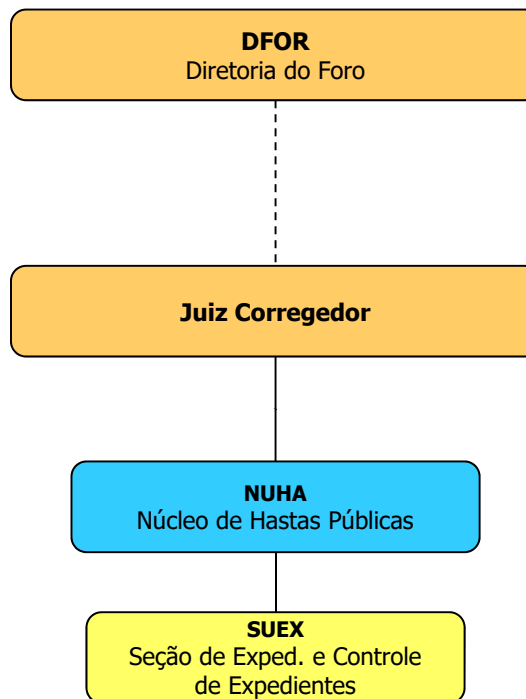 DFOR
Diretoria do Foro
Juiz Corregedor
NUHA
Núcleo de Hastas Públicas
SUEX
Seção de Exped. e Controle
de Expedientes